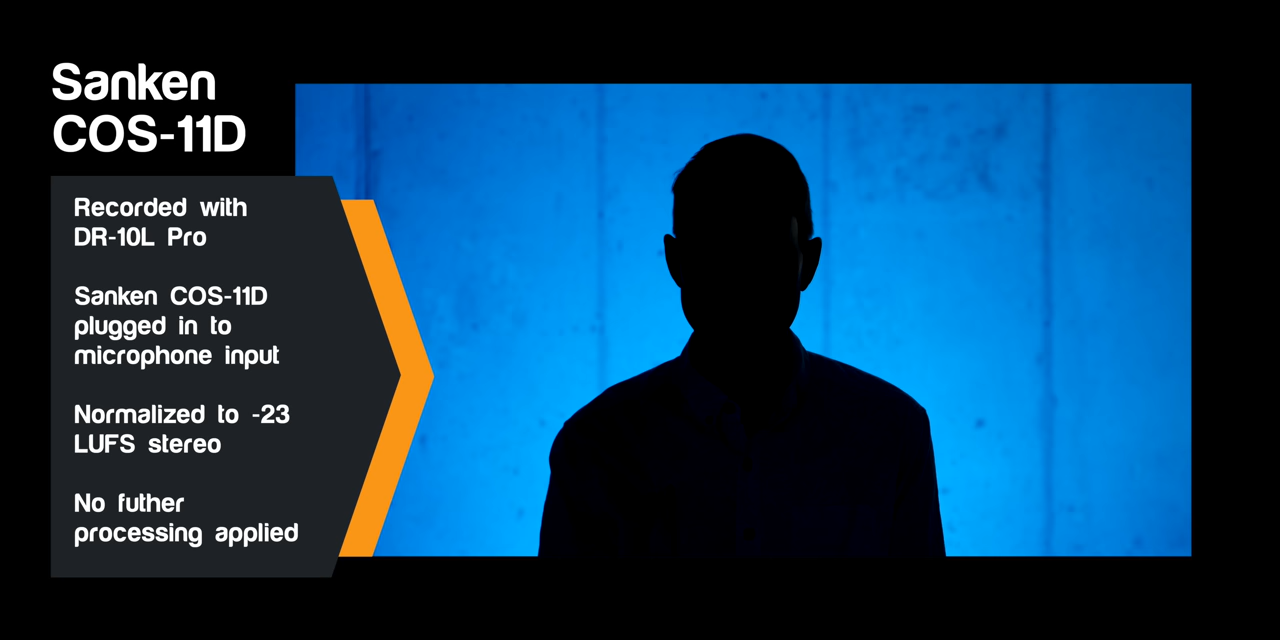 Sanken
COS-11D
Recorded with
DR-10L Pro
Sanken COS-11D
plugged in to
microphone input
Normalized to -23
LUFS stereo
No futher
processing applied